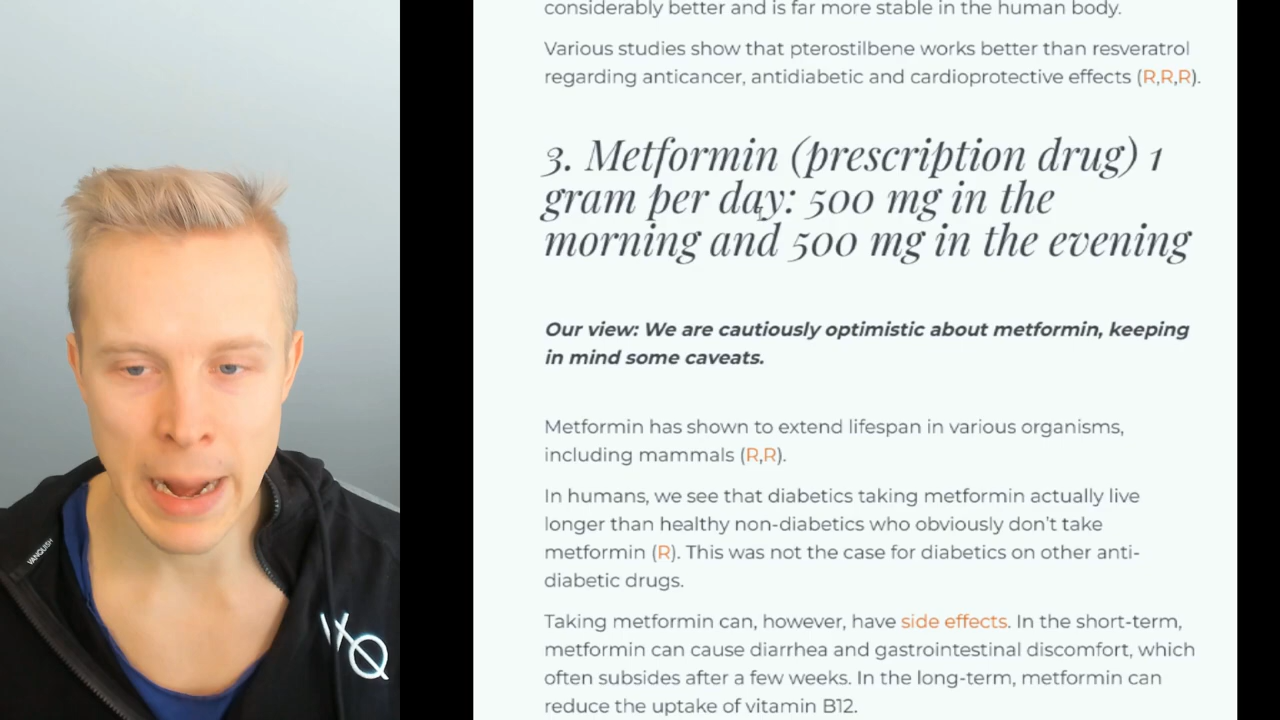 considerably better and is far more stable in the human body.
Various studies show that pterostilbene works better than resveratrol
regarding anticancer, antidiabetic and cardioprotective effects (R,R,R).
3. Metformin (prescription drug) 1
gram per day: 500 mg in the
morning and 500 mg in the evening
Our view: We are cautiously optimistic about metformin, keeping
in mind some caveats.
Metformin has shown to extend lifespan in various organisms,
including mammals (R,R).
In humans, we see that diabetics taking metformin actually live
longer than healthy non-diabetics who obviously don’t take
metformin (R). This was not the case for diabetics on other anti-
diabetic drugs.
Taking metformin can, however, have side effects. In the short-term,
metformin can cause diarrhea and gastrointestinal discomfort, which
often subsides after a few weeks. In the long-term, metformin can
reduce the uptake of vitamin B12.
VANQUISH
VQ